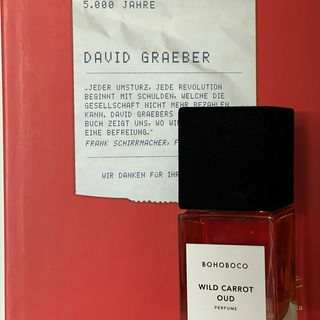 5.000 JAHRE
DAVID GRAEBER
„JEDER UMSTURZ, JEDE REVOLUTION
BEGINNT MIT SCHULDEN, WELCHE DIE
GESELLSCHAFT NICHT MEHR BEZAHLEN
KANN. DAVID GRAEBERS
BUCH ZEIGT UNS, WO WI
EINE BEFREIUNG."
FRANK SCHIRRMACHER, F
WIR DANKEN FÜR IHR
BOHOBOCO
WILD CARROT
OUD
PERFUME